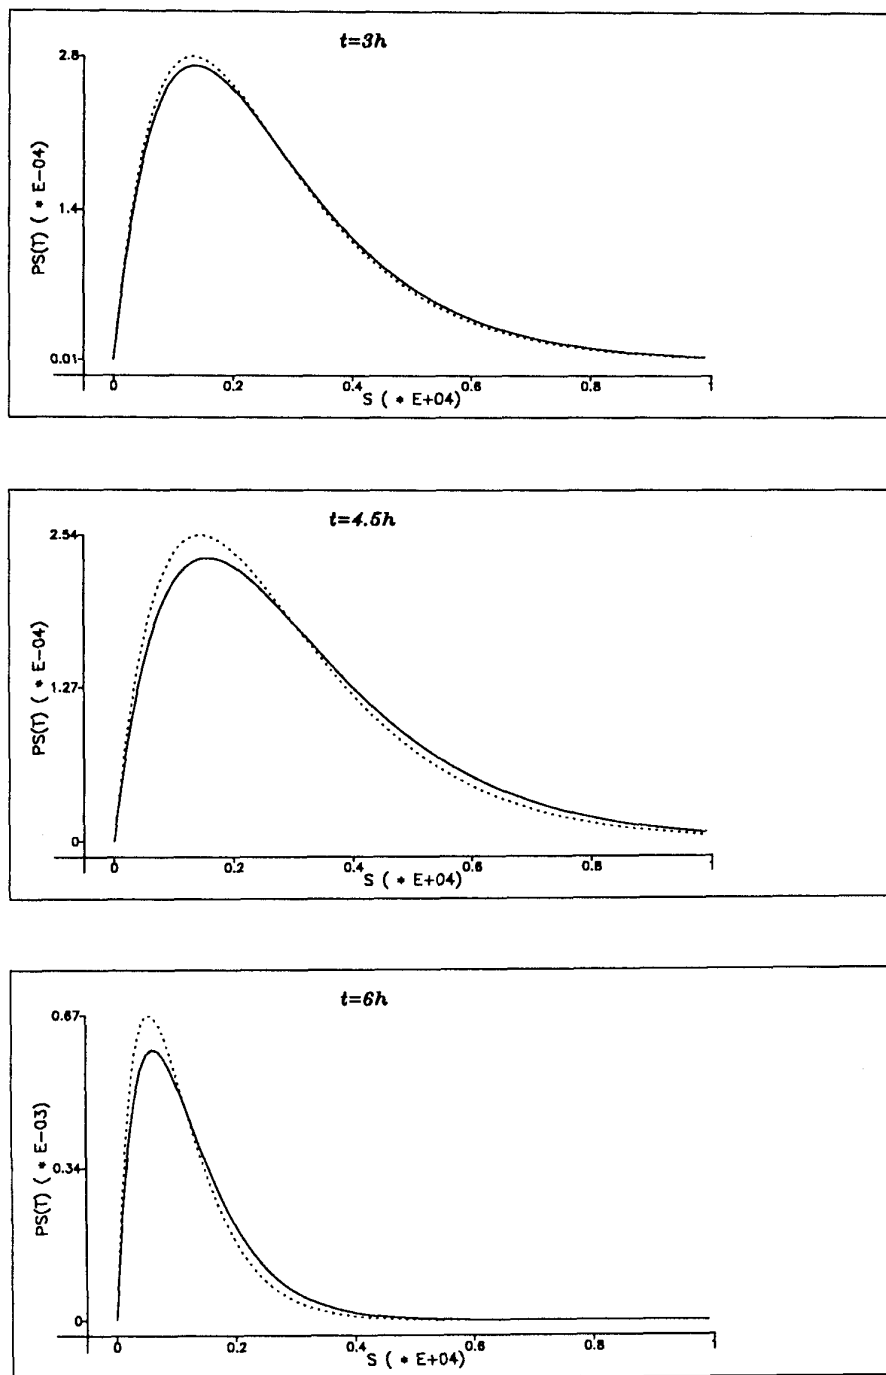 t=3h
2.8
1.4
0.01
PS(T) ( * E-04)
0 0.2 0.4 0.6 0.8 1
S ( * E+04)
t=4.5h
2.54
1.27
0
PS(T) ( * E-04)
0 0.2 0.4 0.6 0.8 1
S ( * E+04)
t=6h
0.67
0.34
0
PS(T) ( * E-03)
0 0.2 0.4 0.6 0.8 1
S ( * E+04)